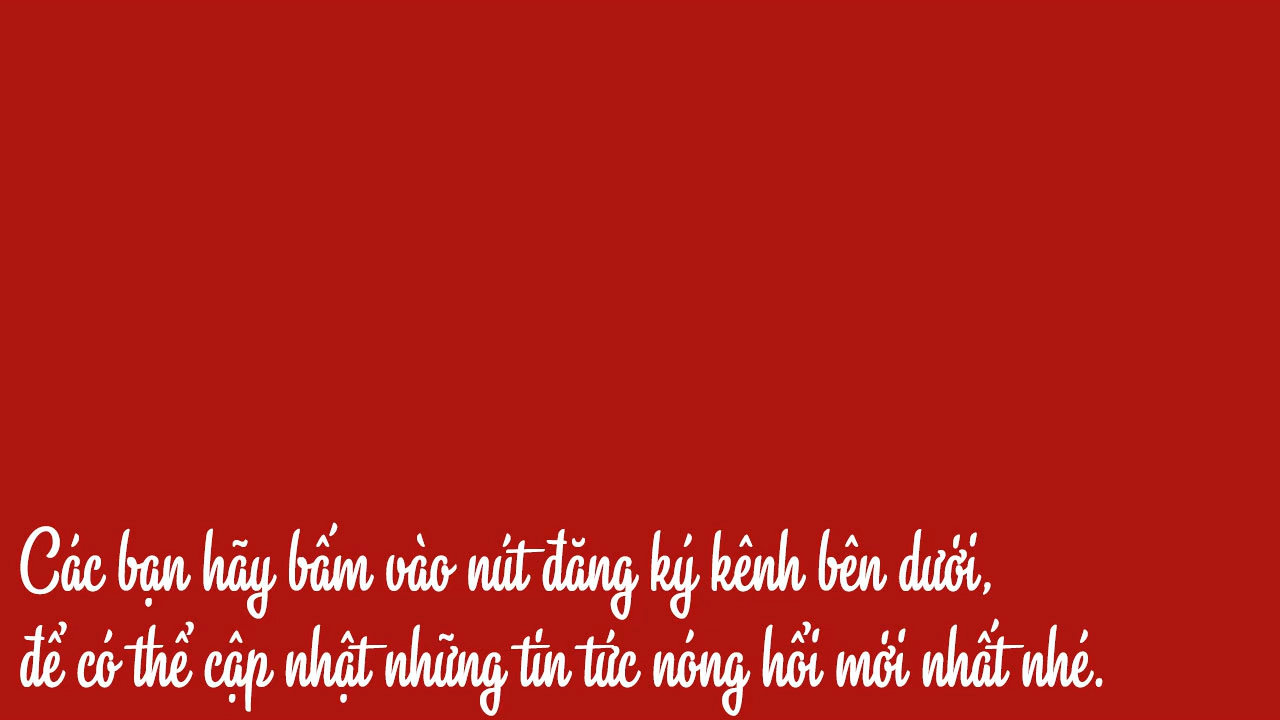 Các bạn hãy bấm vào nút đăng ký kênh bên dưới,
để có thể cập nhật những tin tức nóng hổi mới nhất nhé.